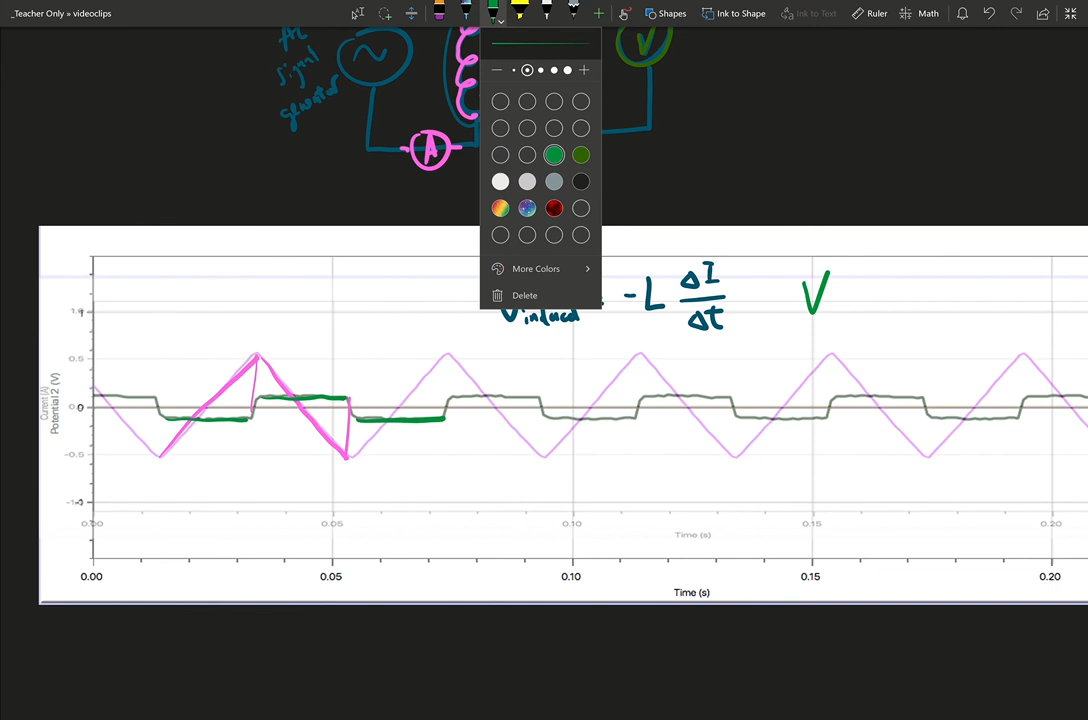 _Teacher Only » videoclips
Shapes
Ink to Shape
Ink to Text
Ruler
Math
AC
signal
generator
A
V
More Colors
Delete
Vinduced = -L ΔI/Δt
V
1.0
0.5
0.0
-0.5
Current (A)
Potential 2 (V)
0.00
0.05
0.10
0.15
0.20
Time (s)
0.00
0.05
0.10
0.15
0.20
Time (s)